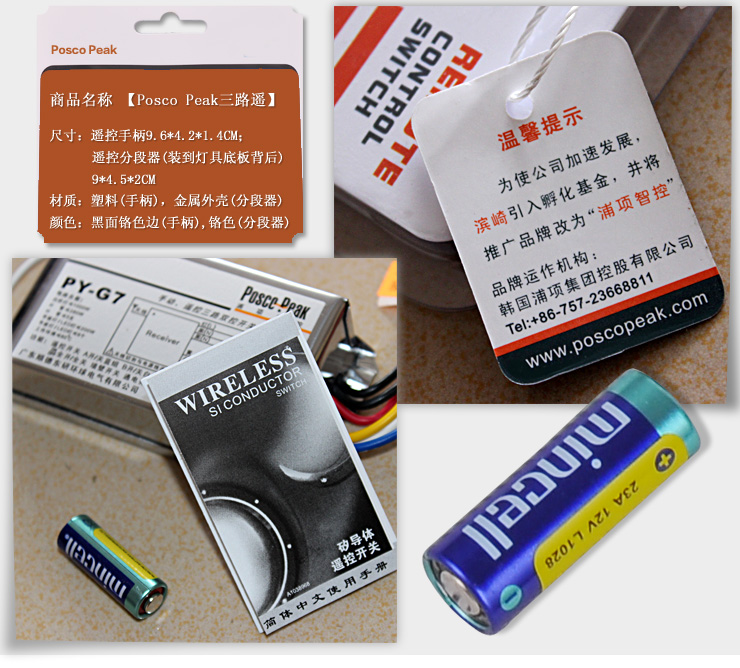 Posco Peak
商品名称 【Posco Peak三路遥】
尺寸：遥控手柄9.6*4.2*1.4CM；
遥控分段器(装到灯具底板背后)
9*4.5*2CM
材质：塑料(手柄)，金属外壳(分段器)
颜色：黑面铬色边(手柄),铬色(分段器)
REMOTE
CONTROL
SWITCH
温馨提示
为使公司加速发展，
滨崎引入孵化基金，并将
推广品牌改为“浦项智控”
品牌运作机构：
韩国浦项集团控股有限公司
Tel:+86-757-23668811
www.poscopeak.com
PY-G7
Posco Peak
Receiver
WIRELESS
SI CONDUCTOR
SWITCH
矽导体
遥控开关
A1038966
简体中文使用手册
mincell
mincell
23A 12V L1028